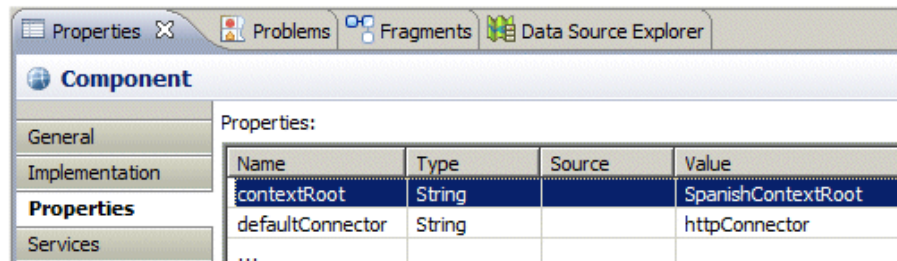 Properties Problems Fragments Data Source Explorer
Component
General
Implementation
Properties
Services
Properties:
Name Type Source Value
contextRoot String SpanishContextRoot
defaultConnector String httpConnector
...